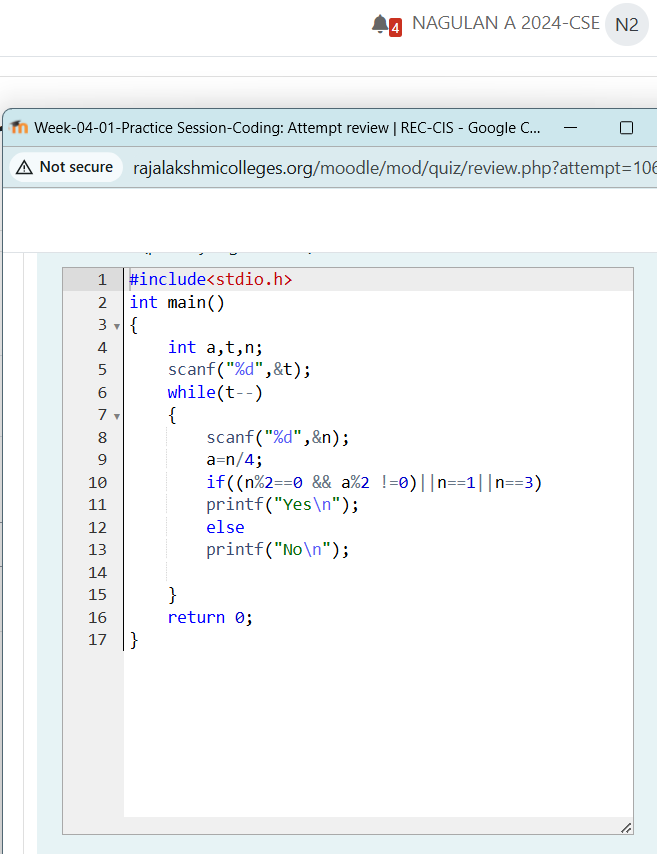 4 NAGULAN A 2024-CSE N2
Week-04-01-Practice Session-Coding: Attempt review | REC-CIS - Google C...
Not secure rajalakshmicolleges.org/moodle/mod/quiz/review.php?attempt=106
1 #include<stdio.h>
2 int main()
3 {
4 int a,t,n;
5 scanf("%d",&t);
6 while(t--)
7 {
8 scanf("%d",&n);
9 a=n/4;
10 if((n%2==0 && a%2 !=0)||n==1||n==3)
11 printf("Yes\n");
12 else
13 printf("No\n");
14
15 }
16 return 0;
17 }